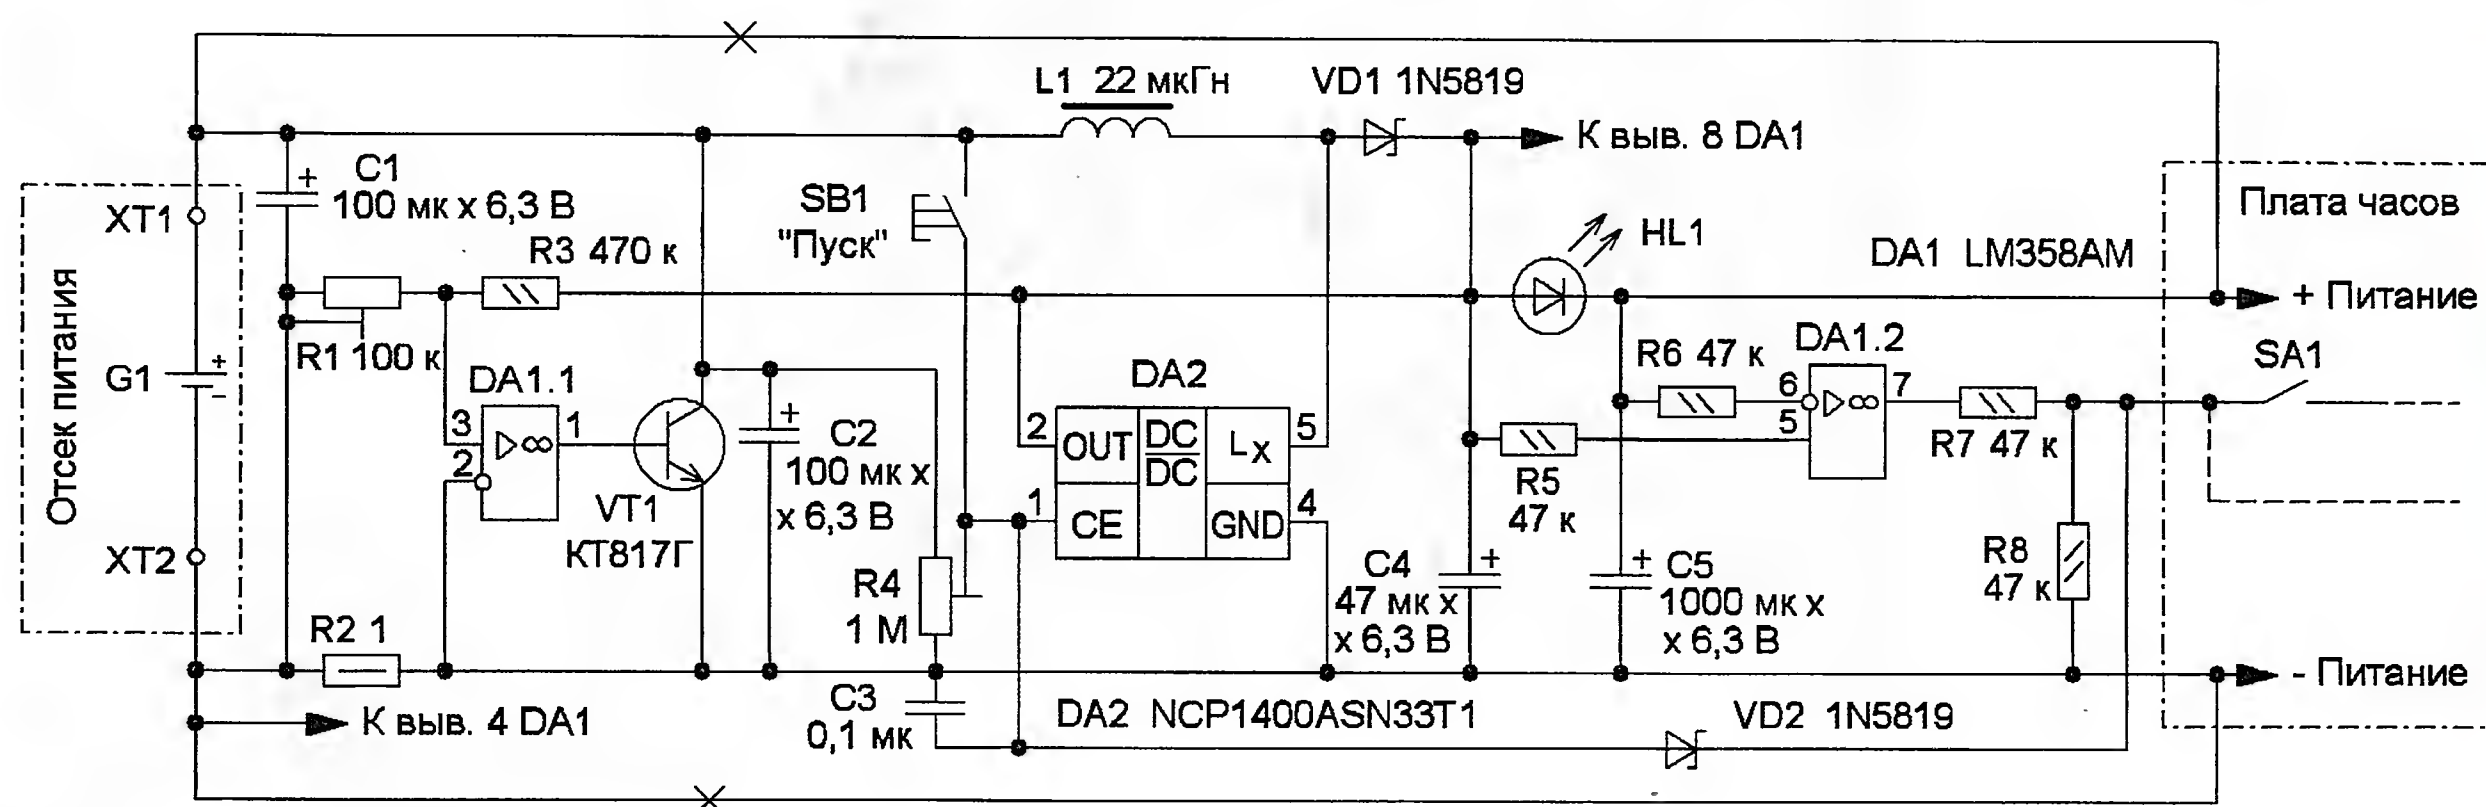 L1 22 мкГн
VD1 1N5819
К выв. 8 DA1
C1
+
100 мк x 6,3 В
XT1
SB1
"Пуск"
HL1
Плата часов
R3 470 к
DA1 LM358AM
+ Питание
Отсек питания
R1 100 к
G1
+
-
DA1.1
3
2
1
▷∞
VT1
КТ817Г
+
C2
100 мк x
x 6,3 В
DA2
2
OUT
DC
DC
LX
5
1
CE
GND
4
R6 47 к
DA1.2
6
5
▷∞
7
SA1
R7 47 к
R5
47 к
XT2
R4
1 М
C4
+
47 мк x
x 6,3 В
+
C5
1000 мк x
x 6,3 В
R8
47 к
R2 1
- Питание
К выв. 4 DA1
C3
0,1 мк
DA2 NCP1400ASN33T1
VD2 1N5819